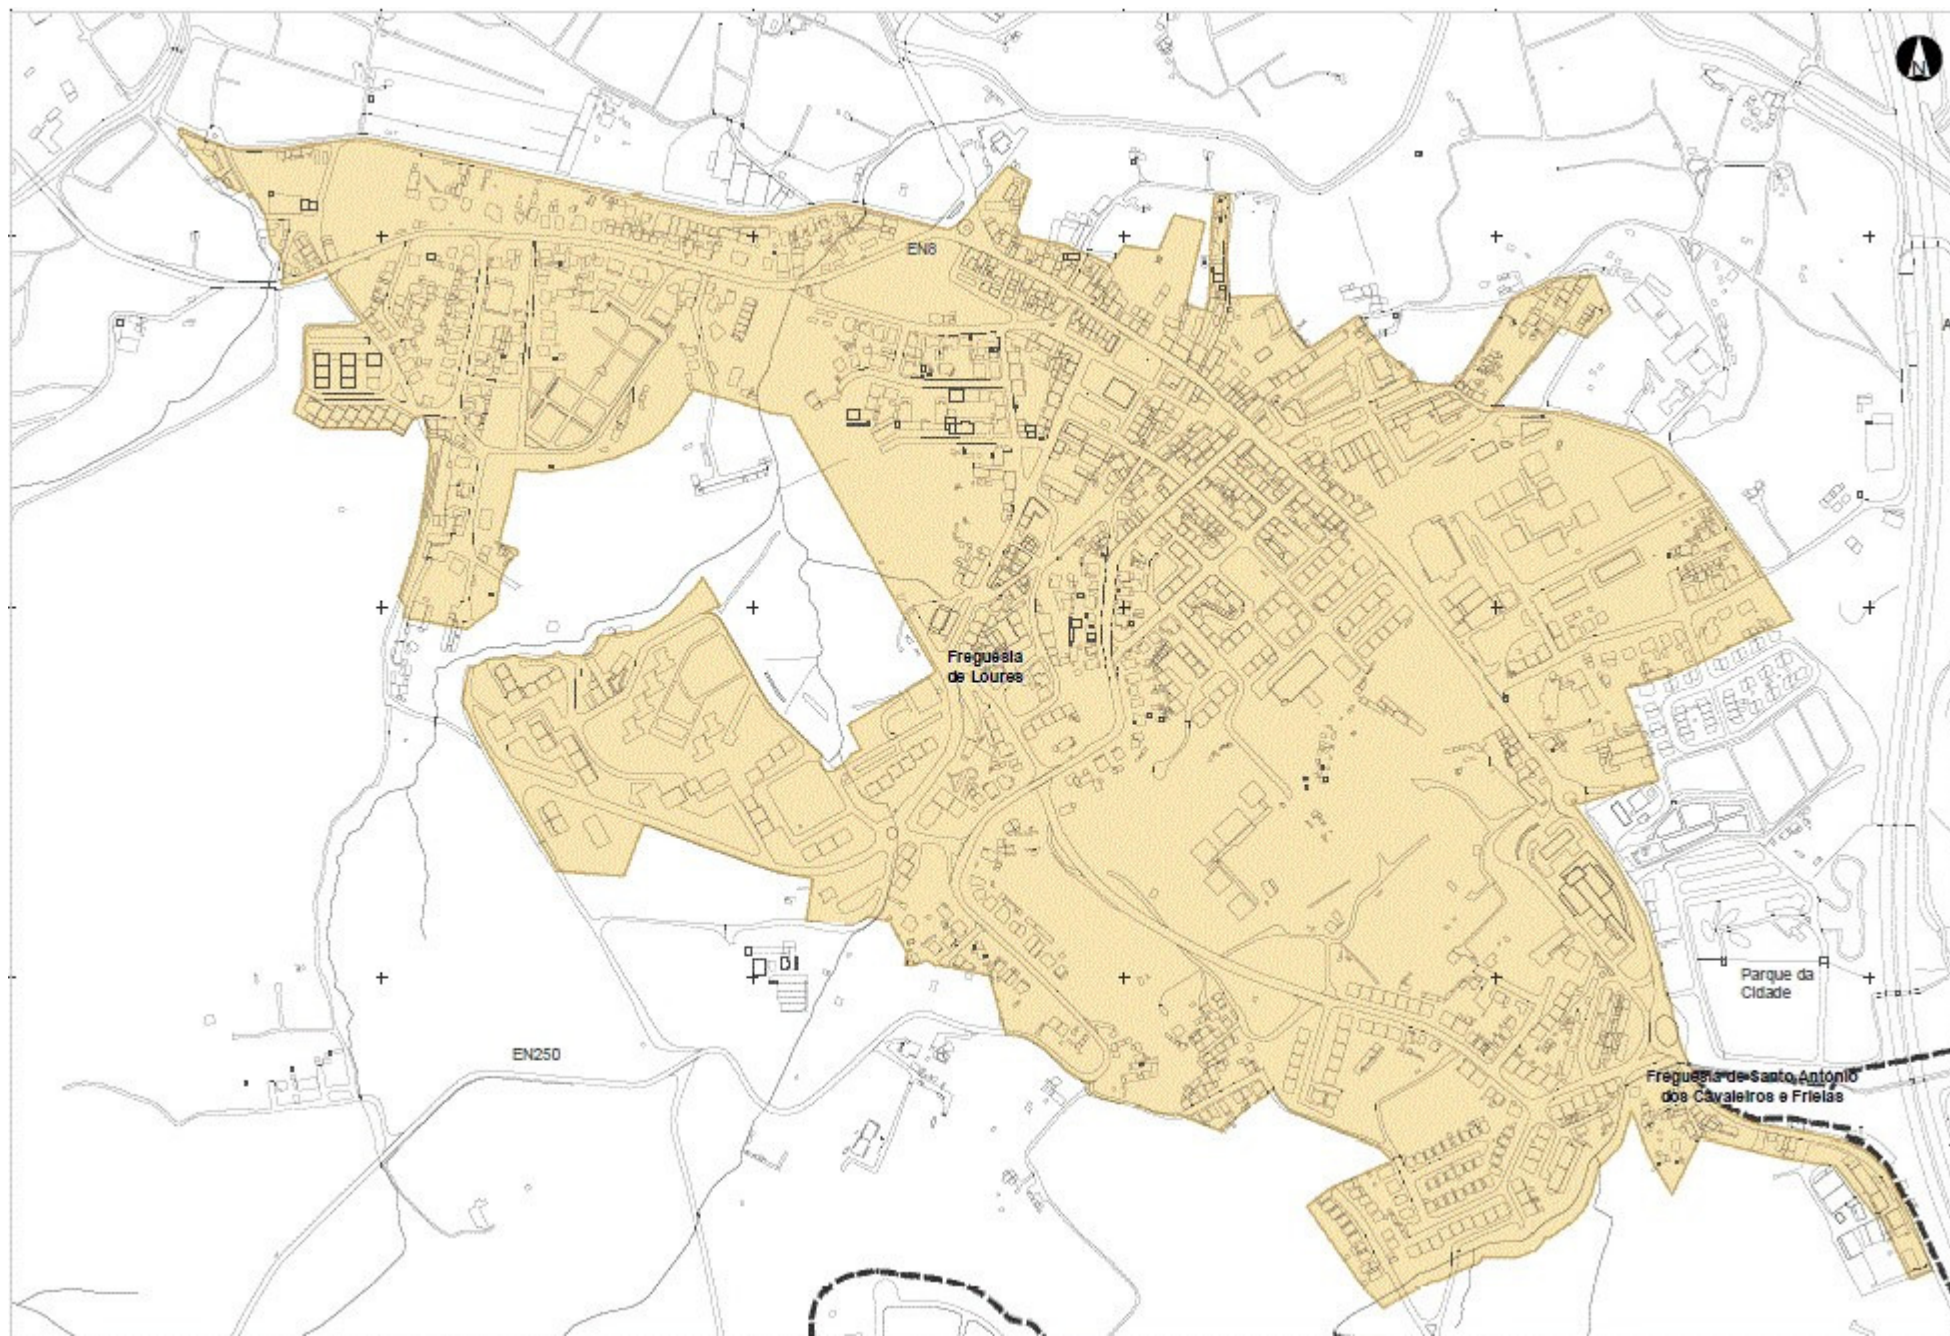 N
EN8
A
Freguesia
de Loures
Parque da
Cidade
EN250
Freguesia de Santo António
dos Cavaleiros e Frielas